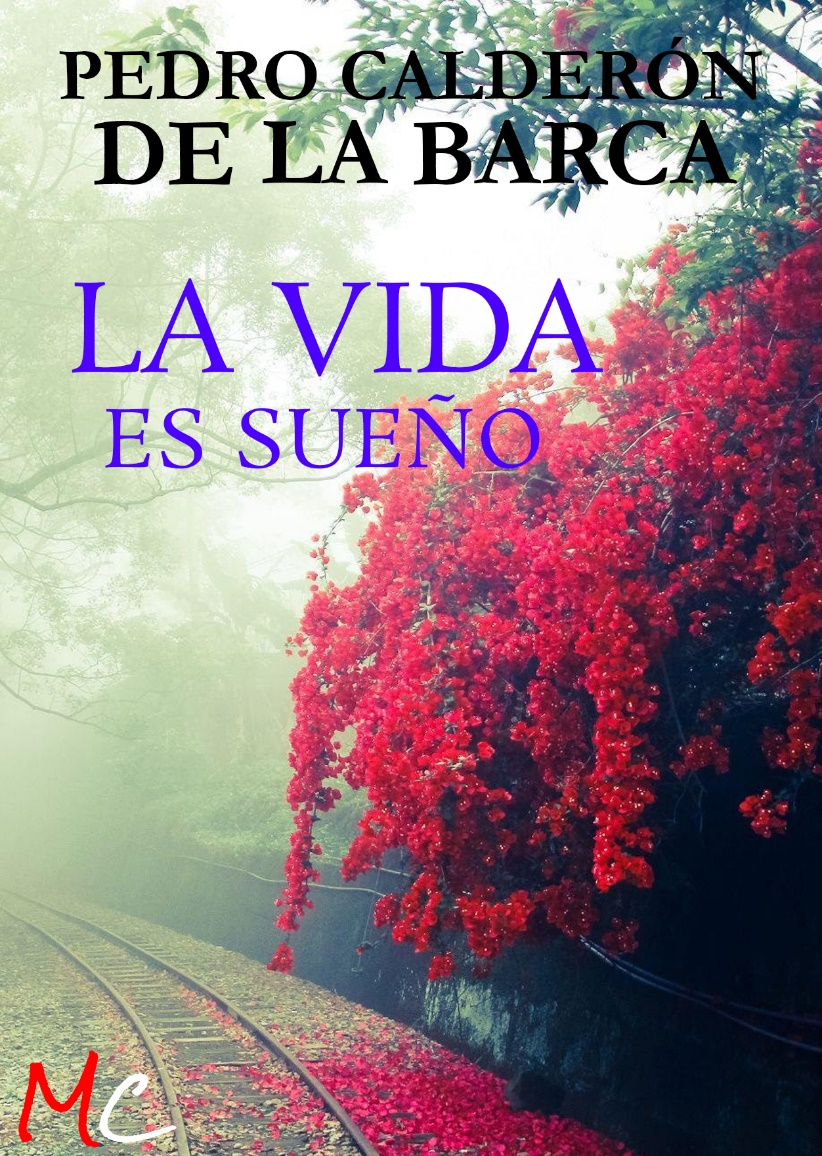 PEDRO CALDERÓN
DE LA BARCA
LA VIDA
ES SUEÑO
MC